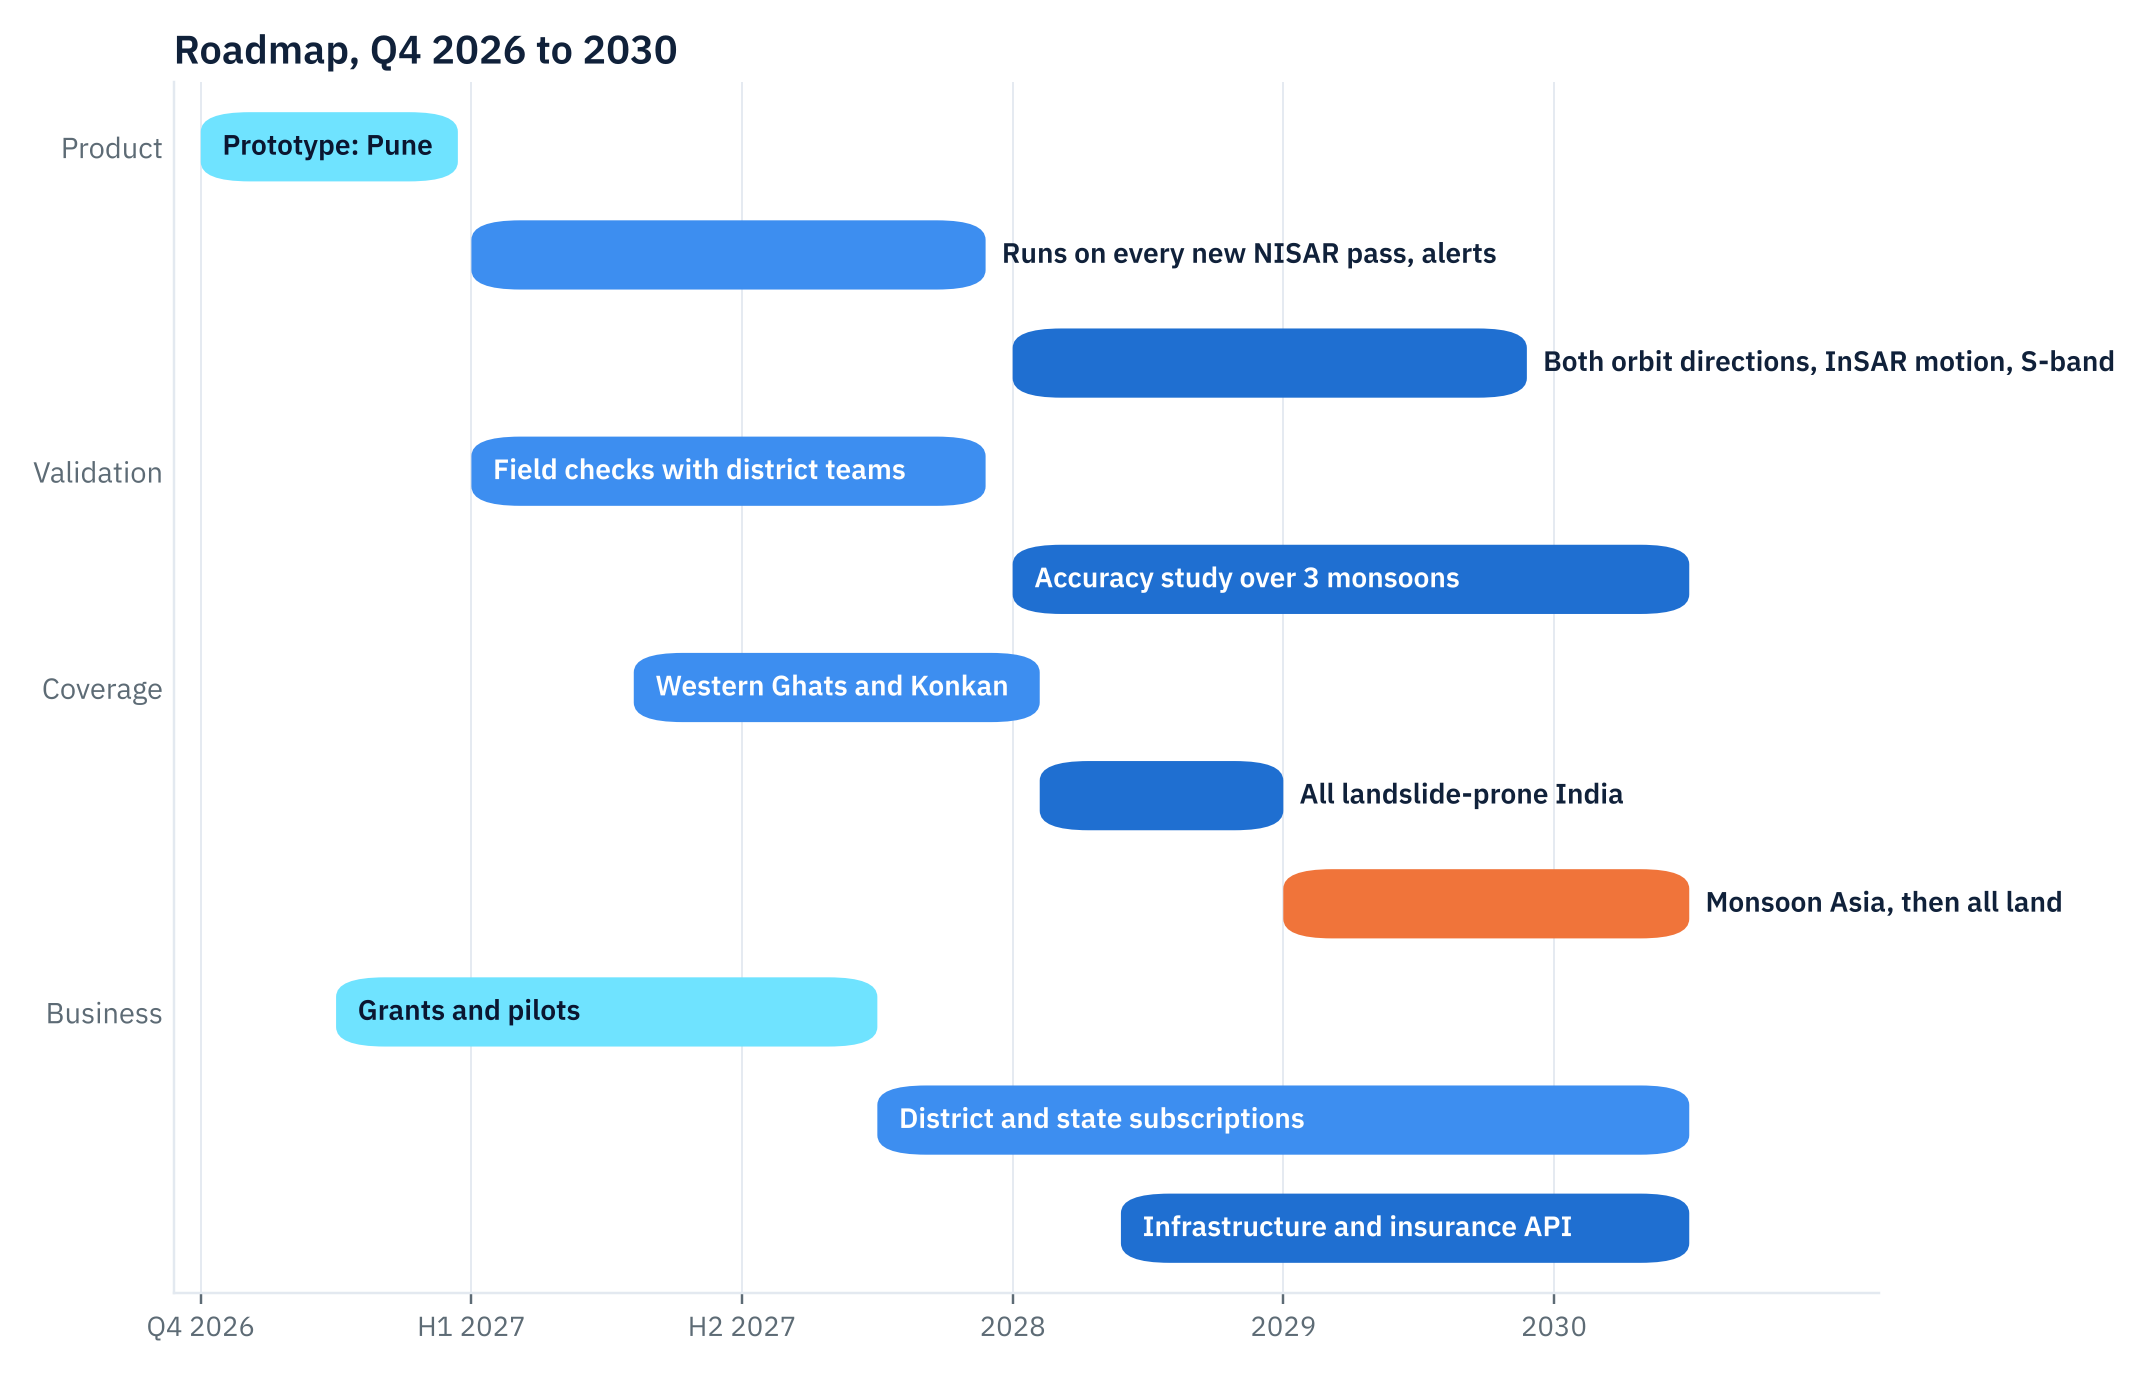 Roadmap, Q4 2026 to 2030
Product
Prototype: Pune
Runs on every new NISAR pass, alerts
Both orbit directions, InSAR motion, S-band
Validation
Field checks with district teams
Accuracy study over 3 monsoons
Coverage
Western Ghats and Konkan
All landslide-prone India
Monsoon Asia, then all land
Business
Grants and pilots
District and state subscriptions
Infrastructure and insurance API
Q4 2026 H1 2027 H2 2027 2028 2029 2030